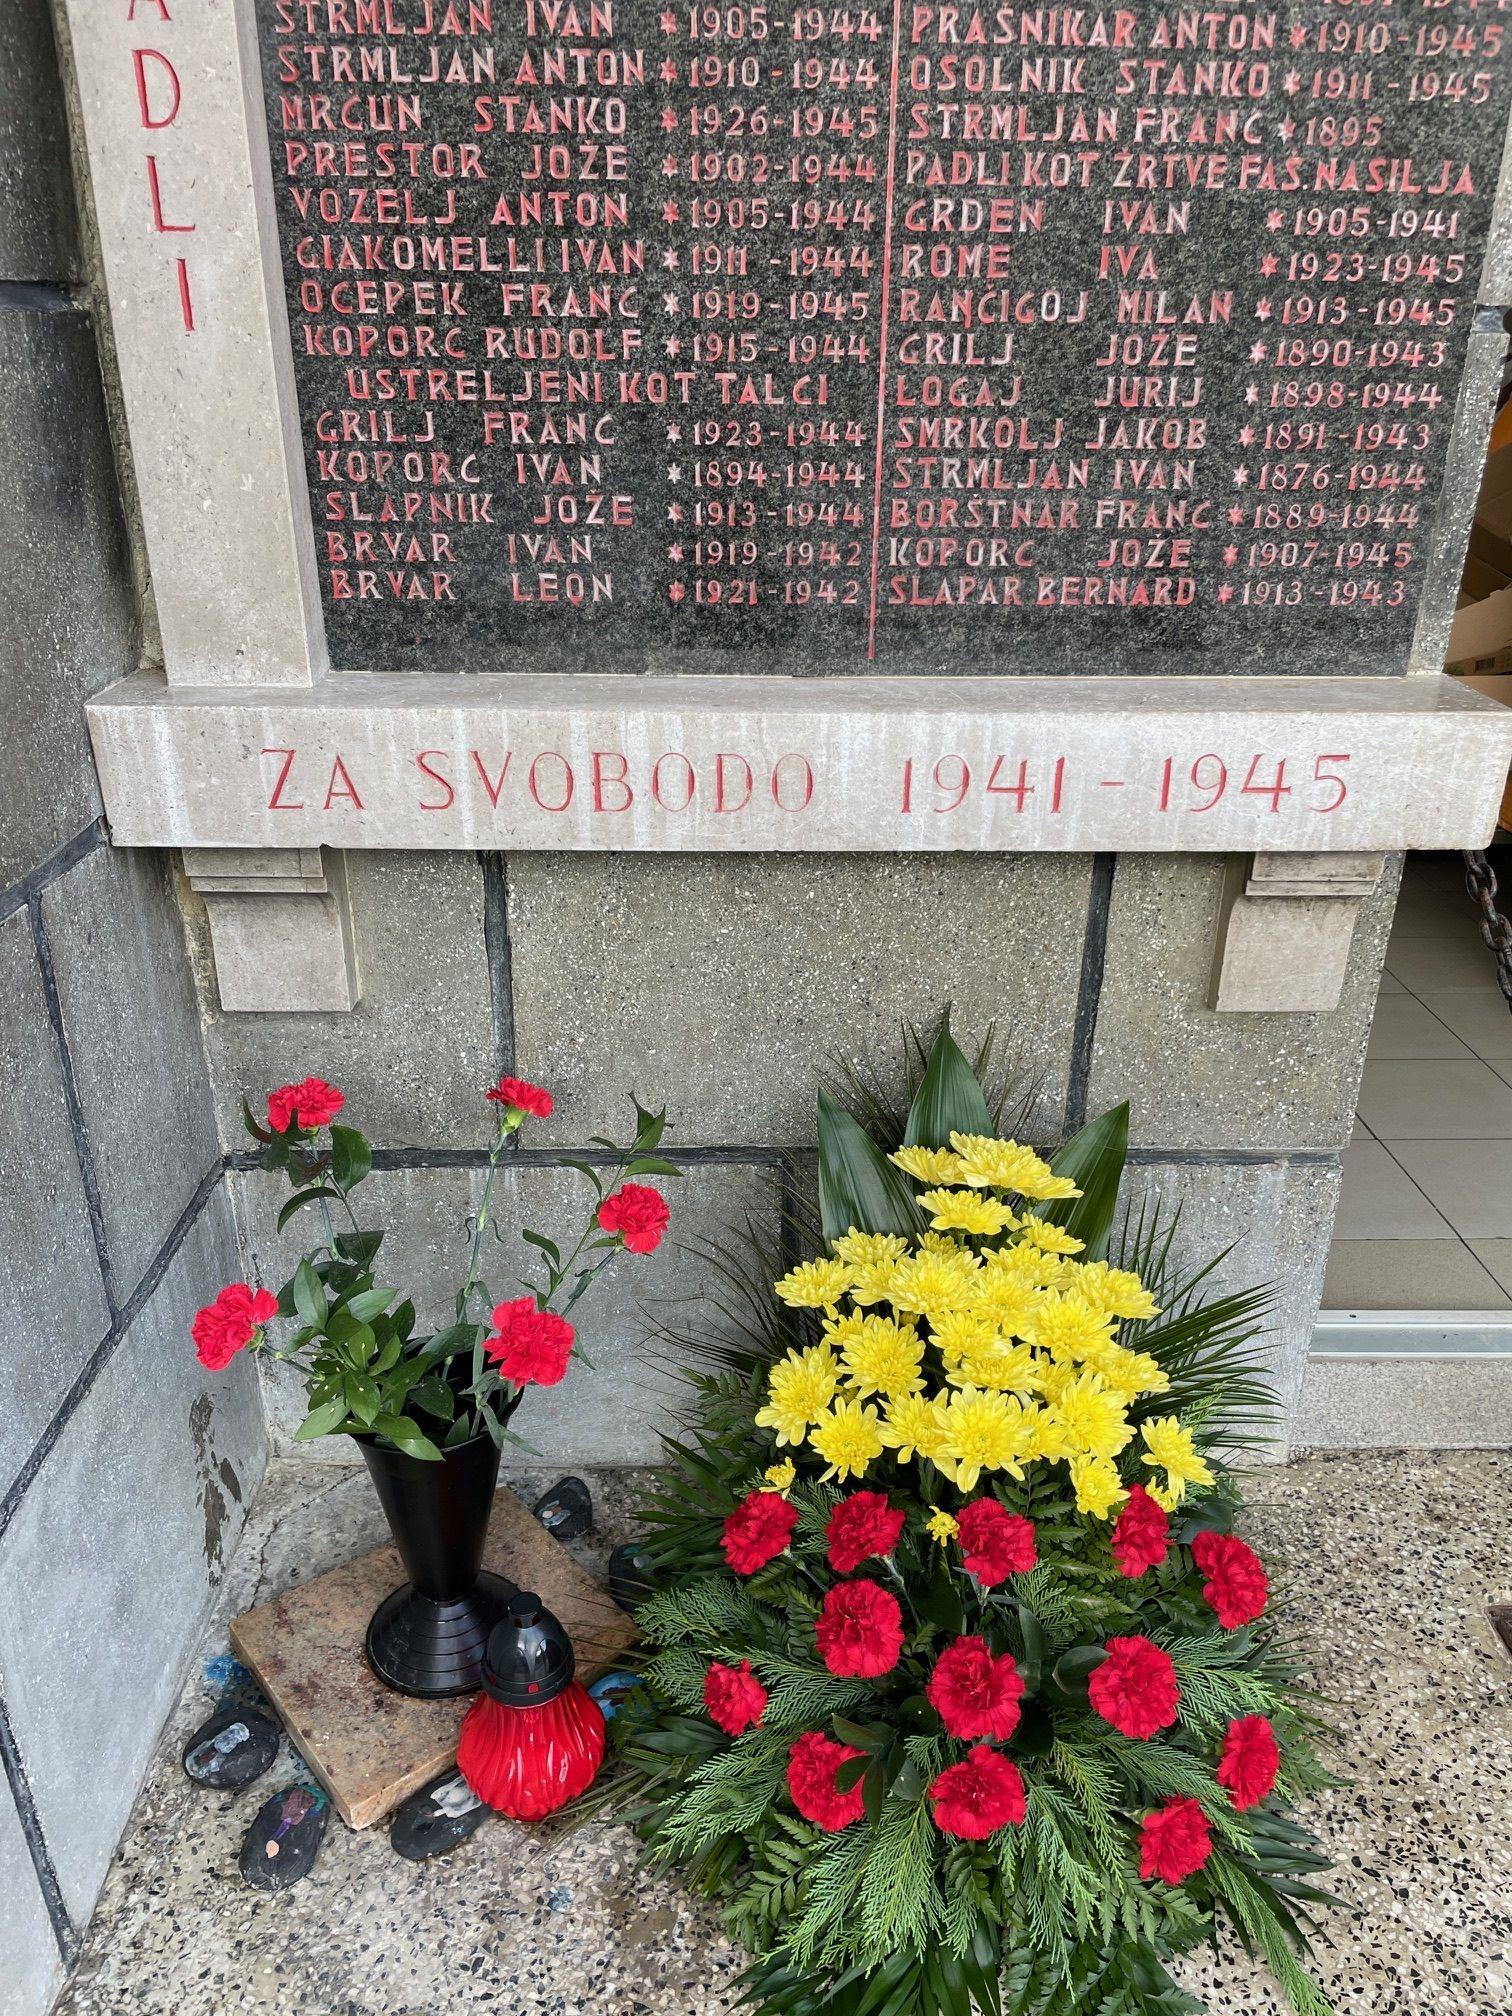 ADLI
STRMLJAN IVAN * 1905-1944
STRMLJAN ANTON * 1910-1944
MRČUN STANKO * 1926-1945
PRESTOR JOŽE * 1902-1944
VOZELJ ANTON * 1905-1944
GIAKOMELLI IVAN * 1911-1944
OCEPEK FRANC * 1919-1945
KOPORC RUDOLF * 1915-1944
USTRELJENI KOT TALCI
GRILJ FRANC * 1923-1944
KOPORC IVAN * 1894-1944
SLAPNIK JOŽE * 1913-1944
BRVAR IVAN * 1919-1942
BRVAR LEON * 1921-1942
PRAŠNIKAR ANTON * 1910-1945
OSOLNIK STANKO * 1911-1945
STRMLJAN FRANC * 1895
PADLI KOT ŽRTVE FAŠ. NASILJA
GRDEN IVAN * 1905-1941
ROME IVA * 1923-1945
RANČIGOJ MILAN * 1913-1945
GRILJ JOŽE * 1890-1943
LOGAJ JURIJ * 1898-1944
SMRKOLJ JAKOB * 1891-1943
STRMLJAN IVAN * 1876-1944
BORŠTNAR FRANC * 1889-1944
KOPORC JOŽE * 1907-1945
SLAPAR BERNARD * 1913-1943
ZA SVOBODO 1941-1945